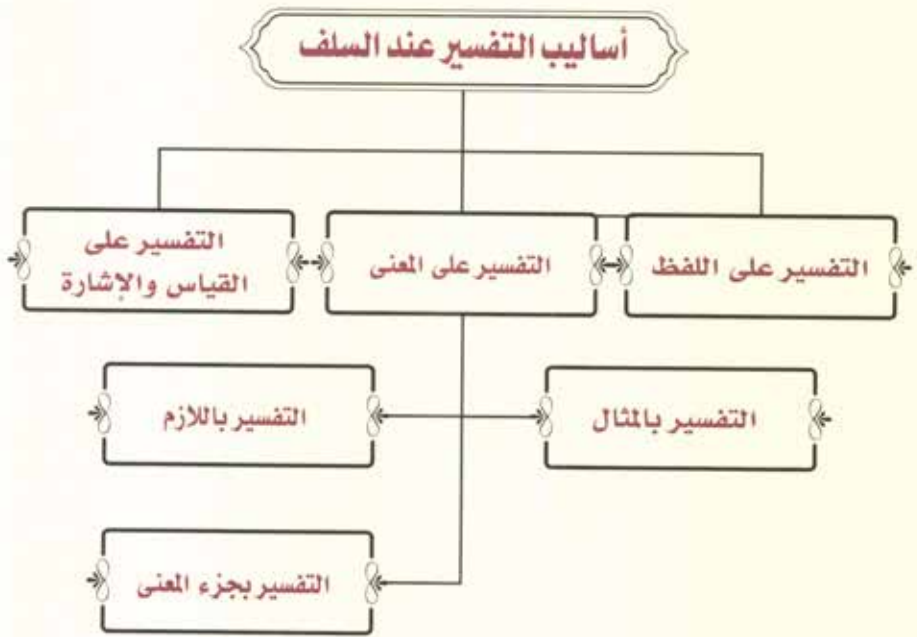 أساليب التفسير عند السلف
التفسير على اللفظ
التفسير على المعنى
التفسير على
القياس والإشارة
التفسير بالمثال
التفسير باللازم
التفسير بجزء المعنى